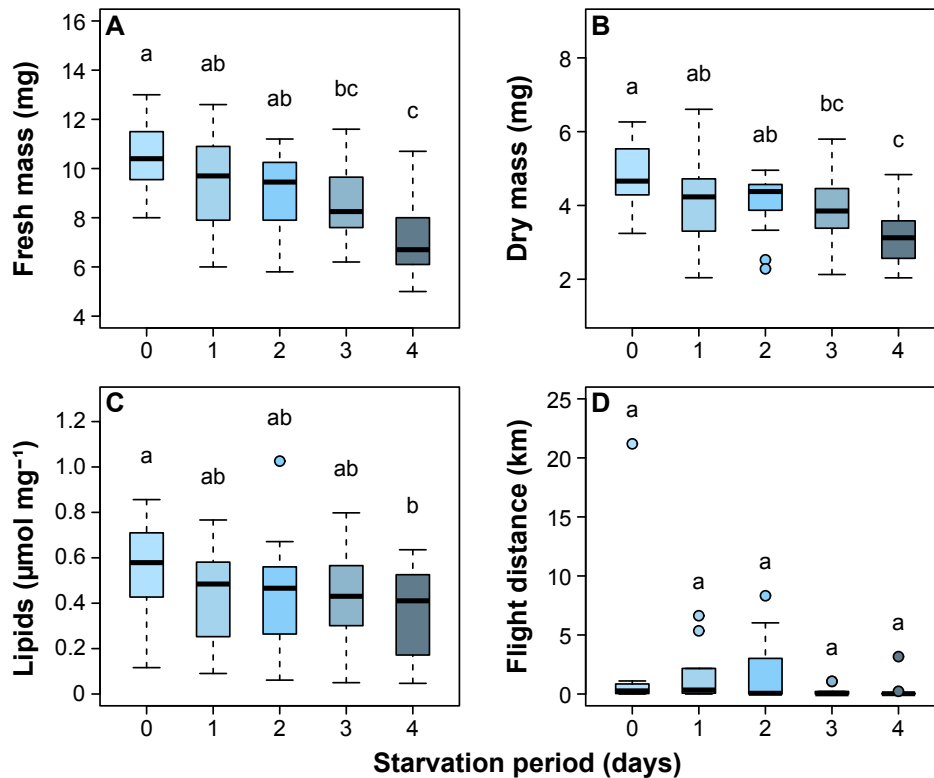 A
Fresh mass (mg)
16
14
12
10
8
6
4
a
ab
ab
bc
c
0 1 2 3 4
B
Dry mass (mg)
8
6
4
2
a
ab
ab
bc
c
0 1 2 3 4
C
Lipids (µmol mg⁻¹)
1.2
1.0
0.8
0.6
0.4
0.2
0
a
ab
ab
ab
b
0 1 2 3 4
D
Flight distance (km)
25
20
15
10
5
0
a
a
a
a
a
0 1 2 3 4
Starvation period (days)